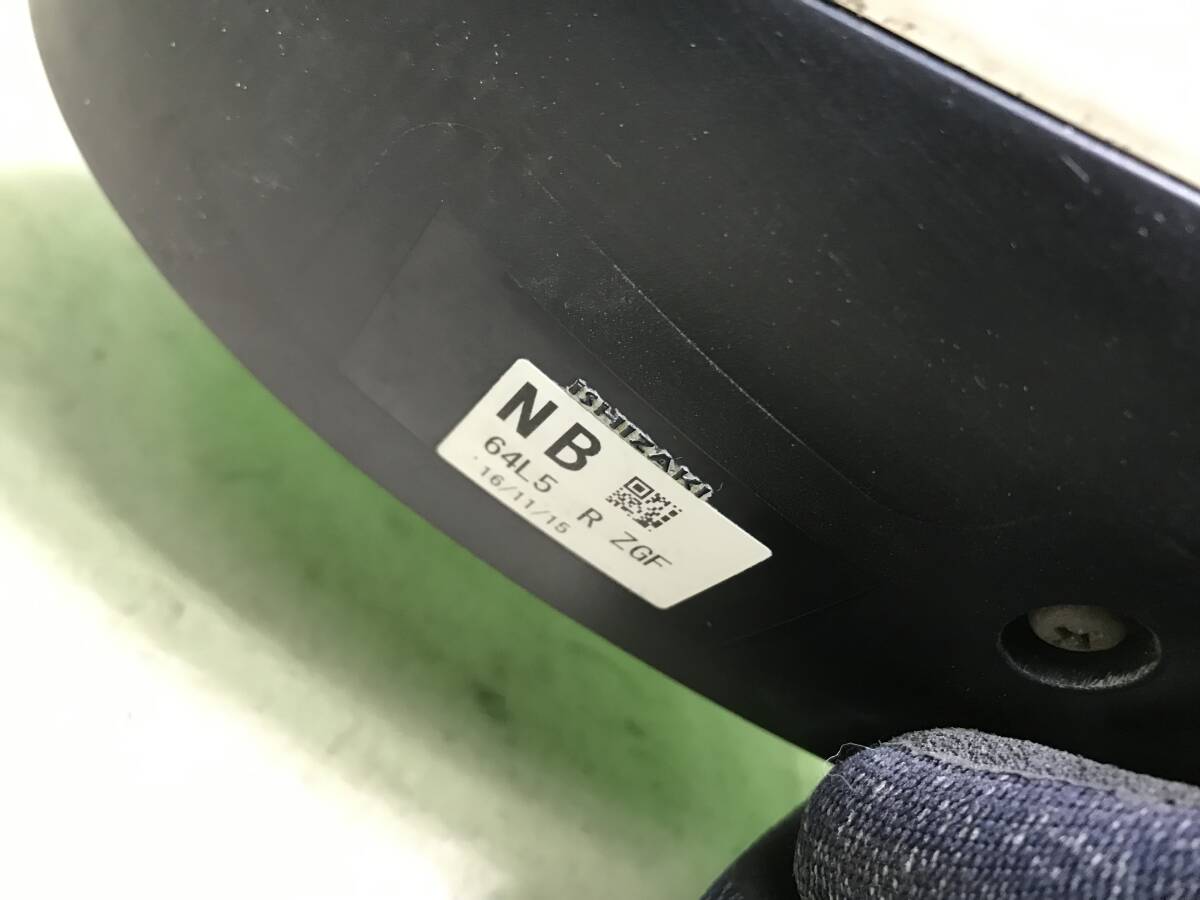 iSHIZAKI
NB
64L5 R ZGF
'16/11/15